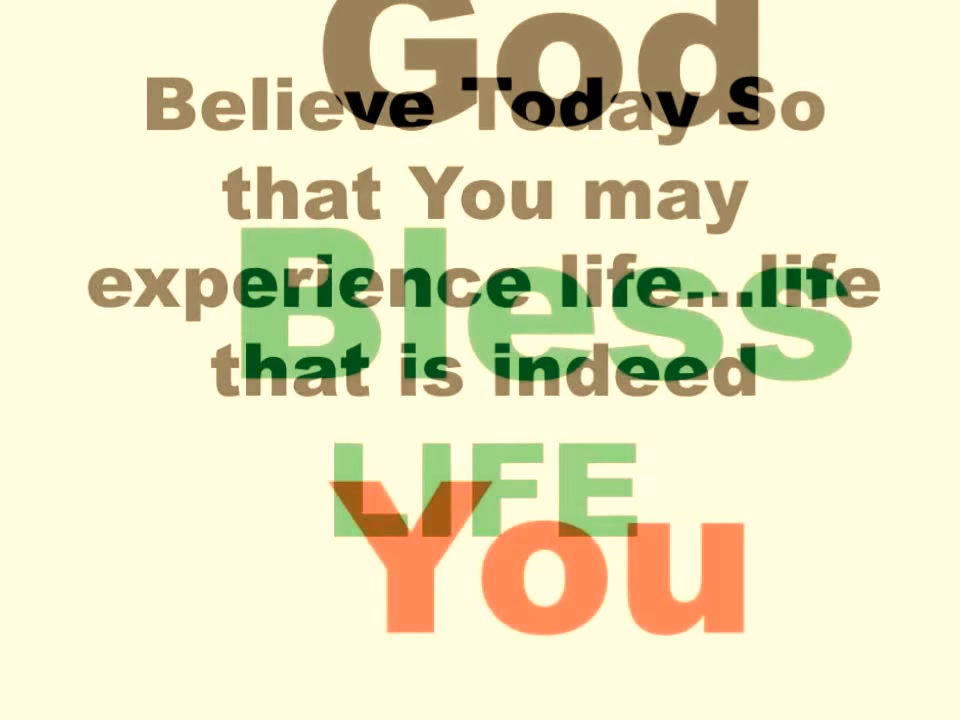 God
Believe Today So
that You may
Bless
experience life...life
that is indeed
LIFE
You